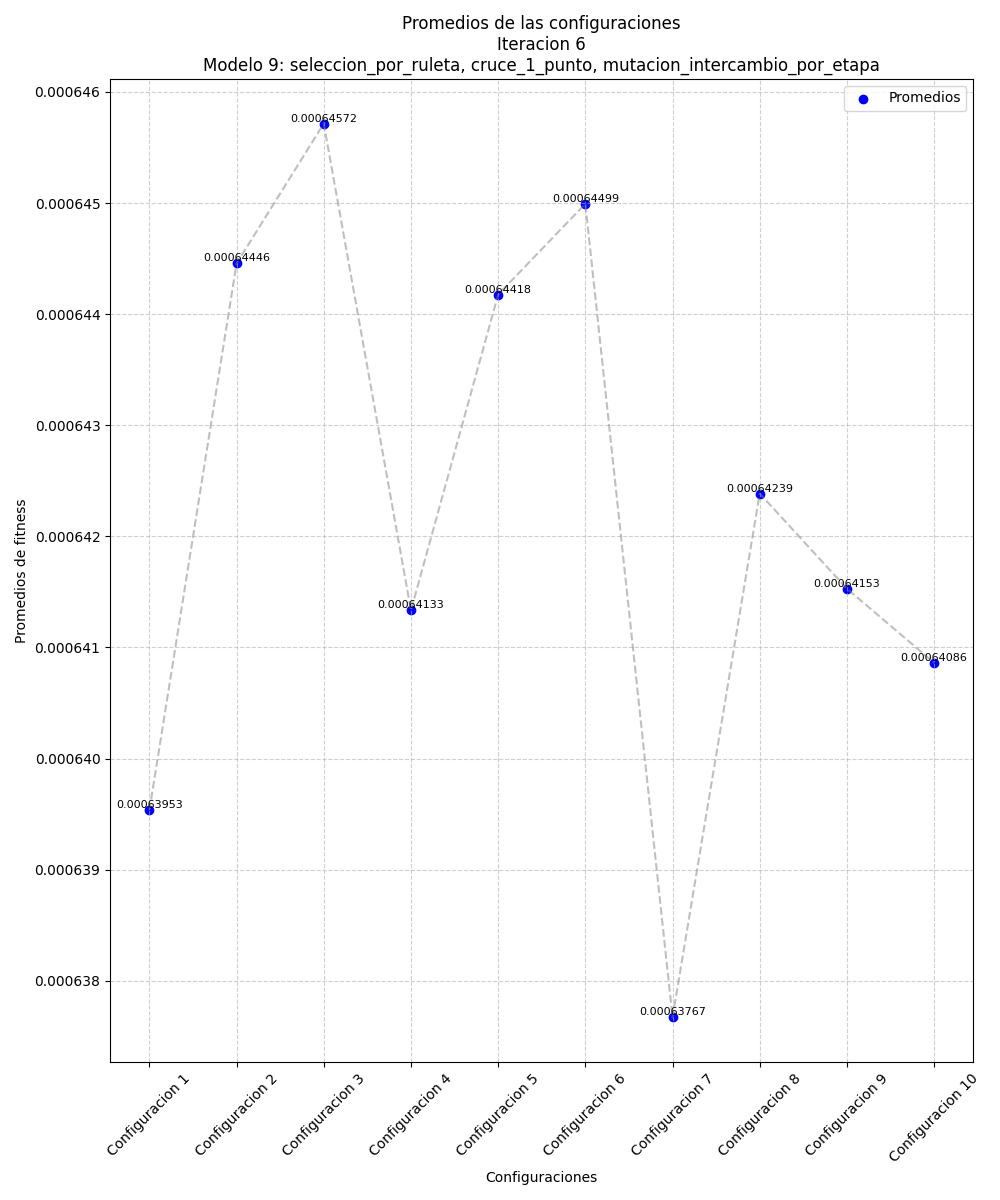 Promedios de las configuraciones
Iteracion 6
Modelo 9: seleccion_por_ruleta, cruce_1_punto, mutacion_intercambio_por_etapa
Promedios
0.000646
0.000645
0.000644
0.000643
0.000642
0.000641
0.000640
0.000639
0.000638
Promedios de fitness
0.00063953
0.00064446
0.00064572
0.00064133
0.00064418
0.00064499
0.00063767
0.00064239
0.00064153
0.00064086
Configuracion 1
Configuracion 2
Configuracion 3
Configuracion 4
Configuracion 5
Configuracion 6
Configuracion 7
Configuracion 8
Configuracion 9
Configuracion 10
Configuraciones